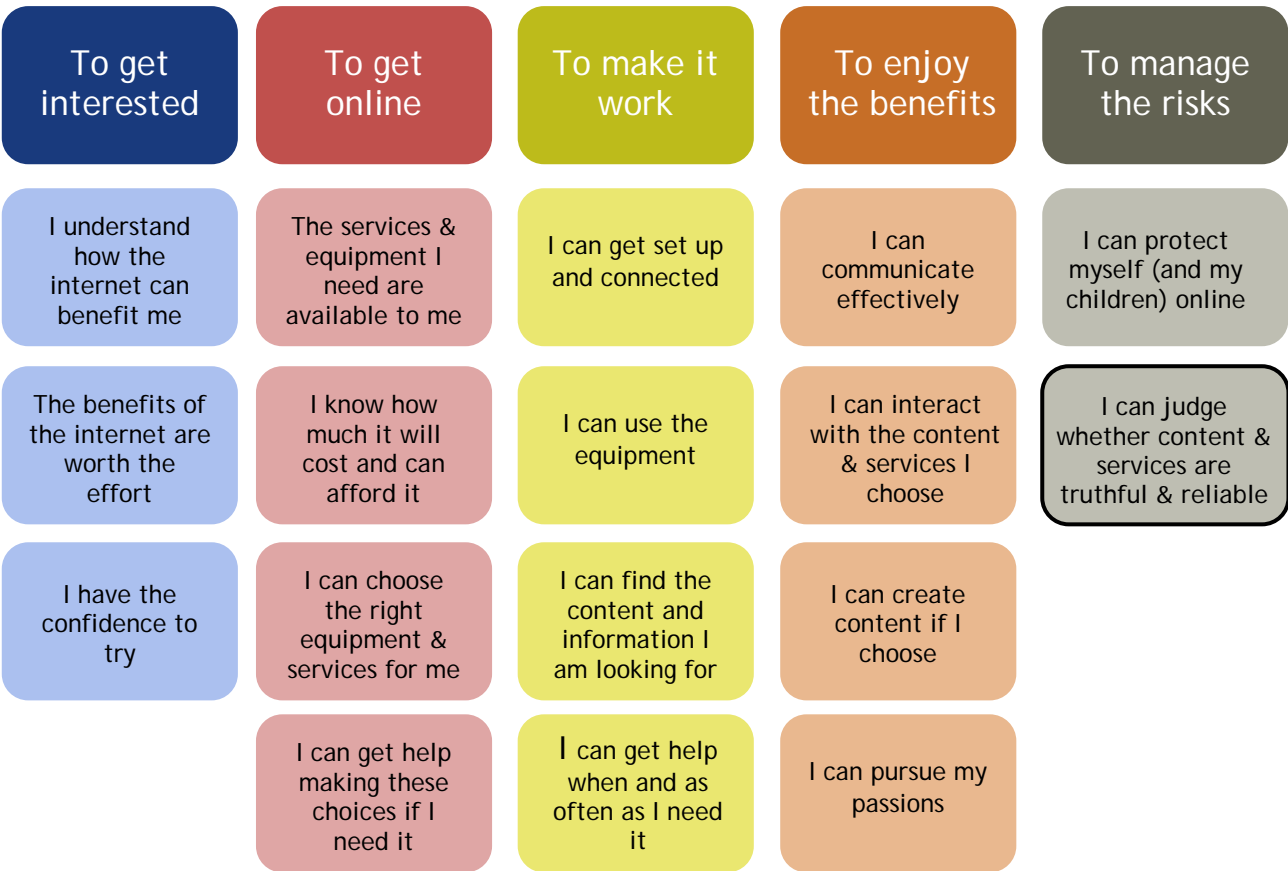 To get
interested
To get
online
To make it
work
To enjoy
the benefits
To manage
the risks
I understand
how the
internet can
benefit me
The services &
equipment I
need are
available to me
I can get set up
and connected
I can
communicate
effectively
I can protect
myself (and my
children) online
The benefits of
the internet are
worth the
effort
I know how
much it will
cost and can
afford it
I can use the
equipment
I can interact
with the content
& services I
choose
I can judge
whether content &
services are
truthful & reliable
I have the
confidence to
try
I can choose
the right
equipment &
services for me
I can find the
content and
information I
am looking for
I can create
content if I
choose
I can get help
making these
choices if I
need it
I can get help
when and as
often as I need
it
I can pursue my
passions